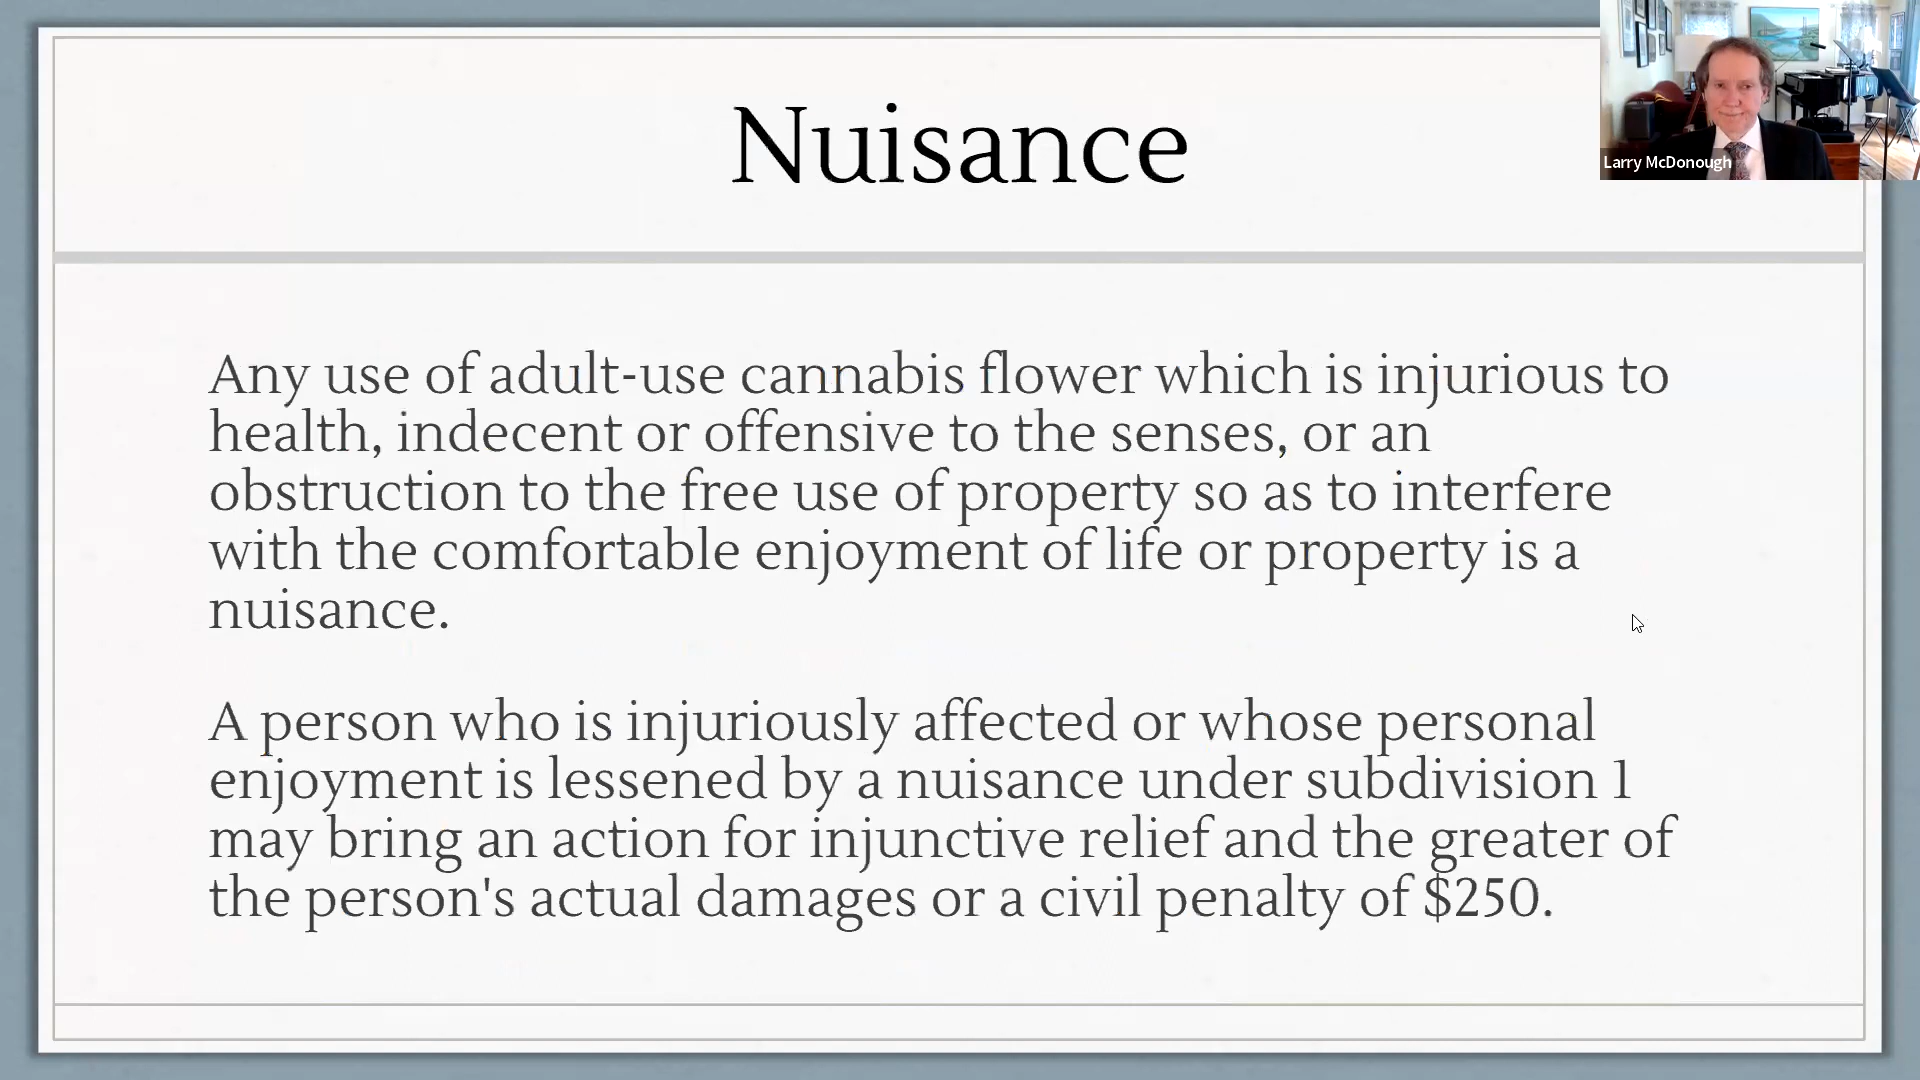 Nuisance
Larry McDonough
Any use of adult-use cannabis flower which is injurious to
health, indecent or offensive to the senses, or an
obstruction to the free use of property so as to interfere
with the comfortable enjoyment of life or property is a
nuisance.
A person who is injuriously affected or whose personal
enjoyment is lessened by a nuisance under subdivision 1
may bring an action for injunctive relief and the greater of
the person's actual damages or a civil penalty of $250.